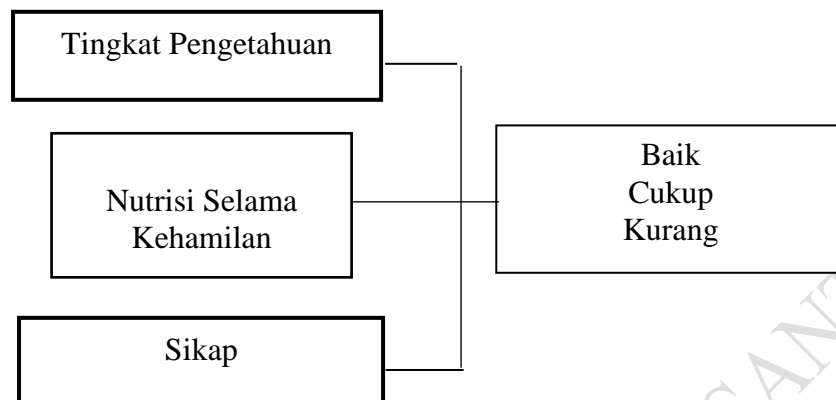 Tingkat Pengetahuan
Nutrisi Selama
Kehamilan
Baik
Cukup
Kurang
Sikap